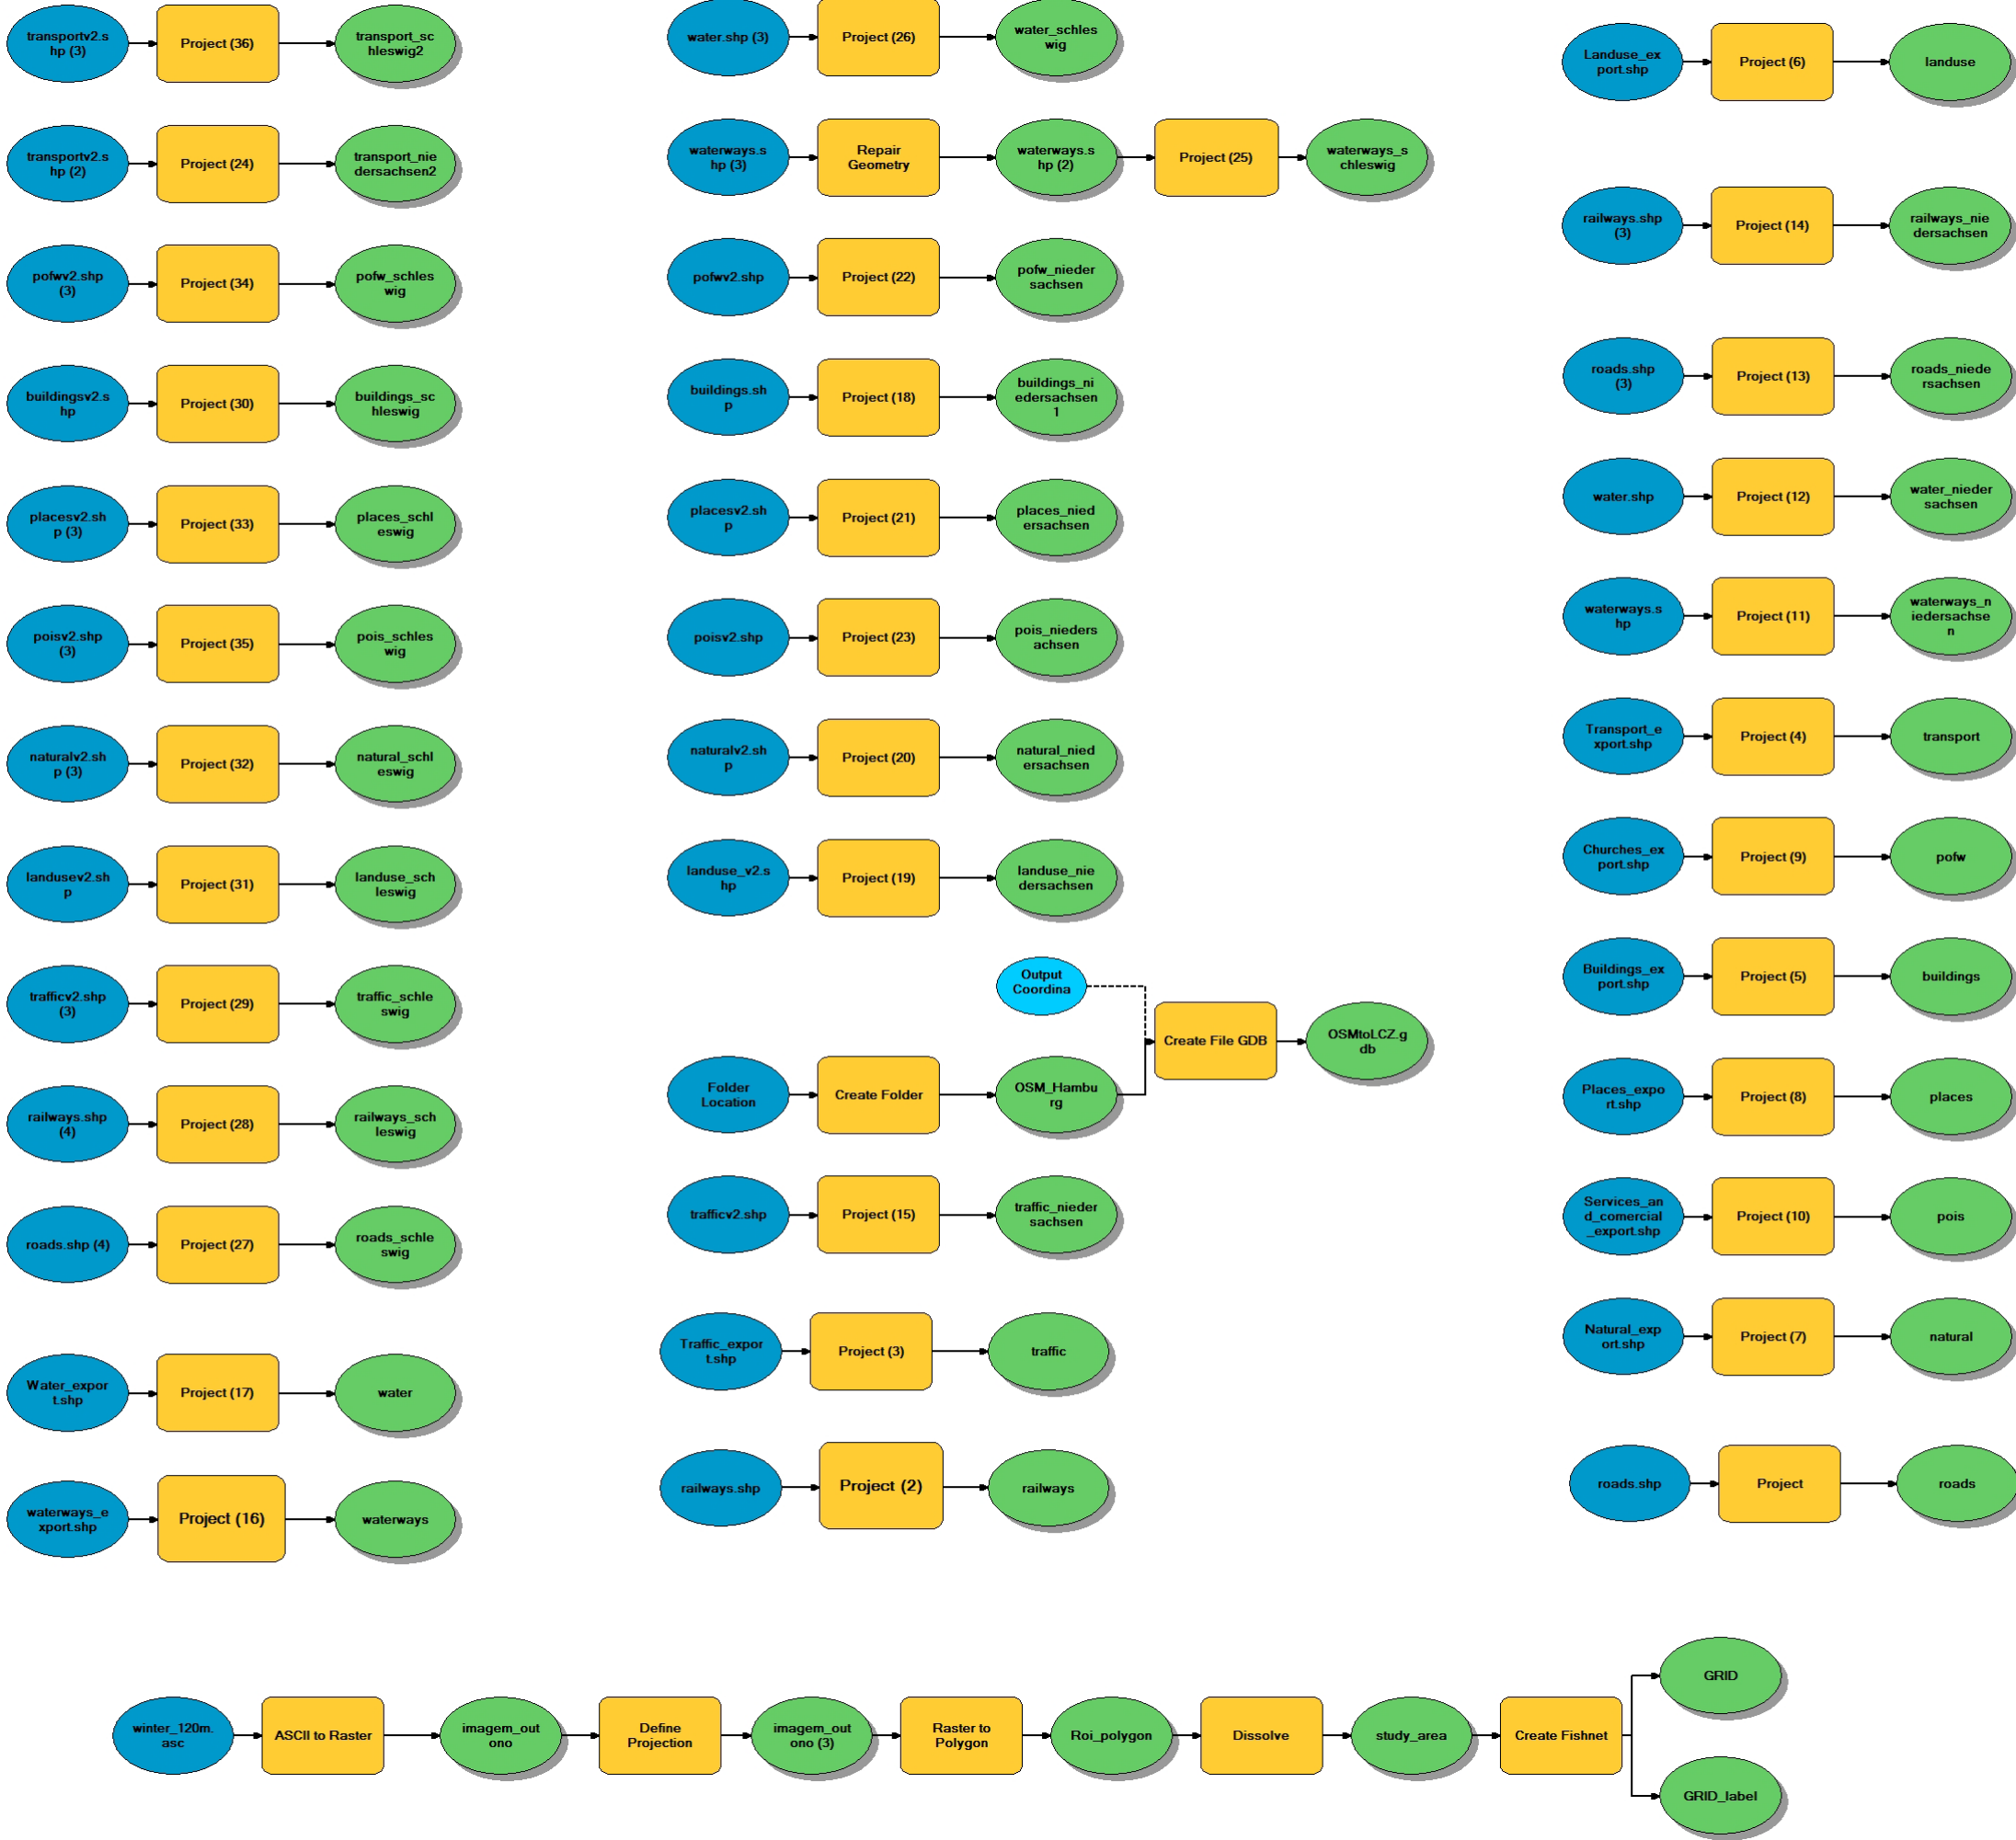 transportv2.s
hp (3)
Project (36)
transport_sc
hleswig2
transportv2.s
hp (2)
Project (24)
transport_nie
dersachsen2
pofwv2.shp
(3)
Project (34)
pofw_schles
wig
buildingsv2.s
hp
Project (30)
buildings_sc
hleswig
placesv2.sh
p (3)
Project (33)
places_schl
eswig
poisv2.shp
(3)
Project (35)
pois_schles
wig
naturalv2.sh
p (3)
Project (32)
natural_schl
eswig
landusev2.sh
p
Project (31)
landuse_sch
leswig
trafficv2.shp
(3)
Project (29)
traffic_schle
swig
railways.shp
(4)
Project (28)
railways_sch
leswig
roads.shp (4)
Project (27)
roads_schle
swig
Water_expor
t.shp
Project (17)
water
waterways_e
xport.shp
Project (16)
waterways
water.shp (3)
Project (26)
water_schles
wig
waterways.s
hp (3)
Repair
Geometry
waterways.s
hp (2)
Project (25)
waterways_s
chleswig
pofwv2.shp
Project (22)
pofw_nieder
sachsen
buildings.sh
p
Project (18)
buildings_ni
edersachsen
1
placesv2.sh
p
Project (21)
places_nied
ersachsen
poisv2.shp
Project (23)
pois_nieders
achsen
naturalv2.sh
p
Project (20)
natural_nied
ersachsen
landuse_v2.s
hp
Project (19)
landuse_nie
dersachsen
Output
Coordina
Folder
Location
Create Folder
OSM_Hambu
rg
Create File GDB
OSMtoLCZ.g
db
trafficv2.shp
Project (15)
traffic_nieder
sachsen
Traffic_expor
t.shp
Project (3)
traffic
railways.shp
Project (2)
railways
Landuse_ex
port.shp
Project (6)
landuse
railways.shp
(3)
Project (14)
railways_nie
dersachsen
roads.shp
(3)
Project (13)
roads_niede
rsachsen
water.shp
Project (12)
water_nieder
sachsen
waterways.s
hp
Project (11)
waterways_n
iedersachse
n
Transport_e
xport.shp
Project (4)
transport
Churches_ex
port.shp
Project (9)
pofw
Buildings_ex
port.shp
Project (5)
buildings
Places_expo
rt.shp
Project (8)
places
Services_an
d_comercial
_export.shp
Project (10)
pois
Natural_exp
ort.shp
Project (7)
natural
roads.shp
Project
roads
winter_120m.
asc
ASCII to Raster
imagem_out
ono
Define
Projection
imagem_out
ono (3)
Raster to
Polygon
Roi_polygon
Dissolve
study_area
Create Fishnet
GRID
GRID_label